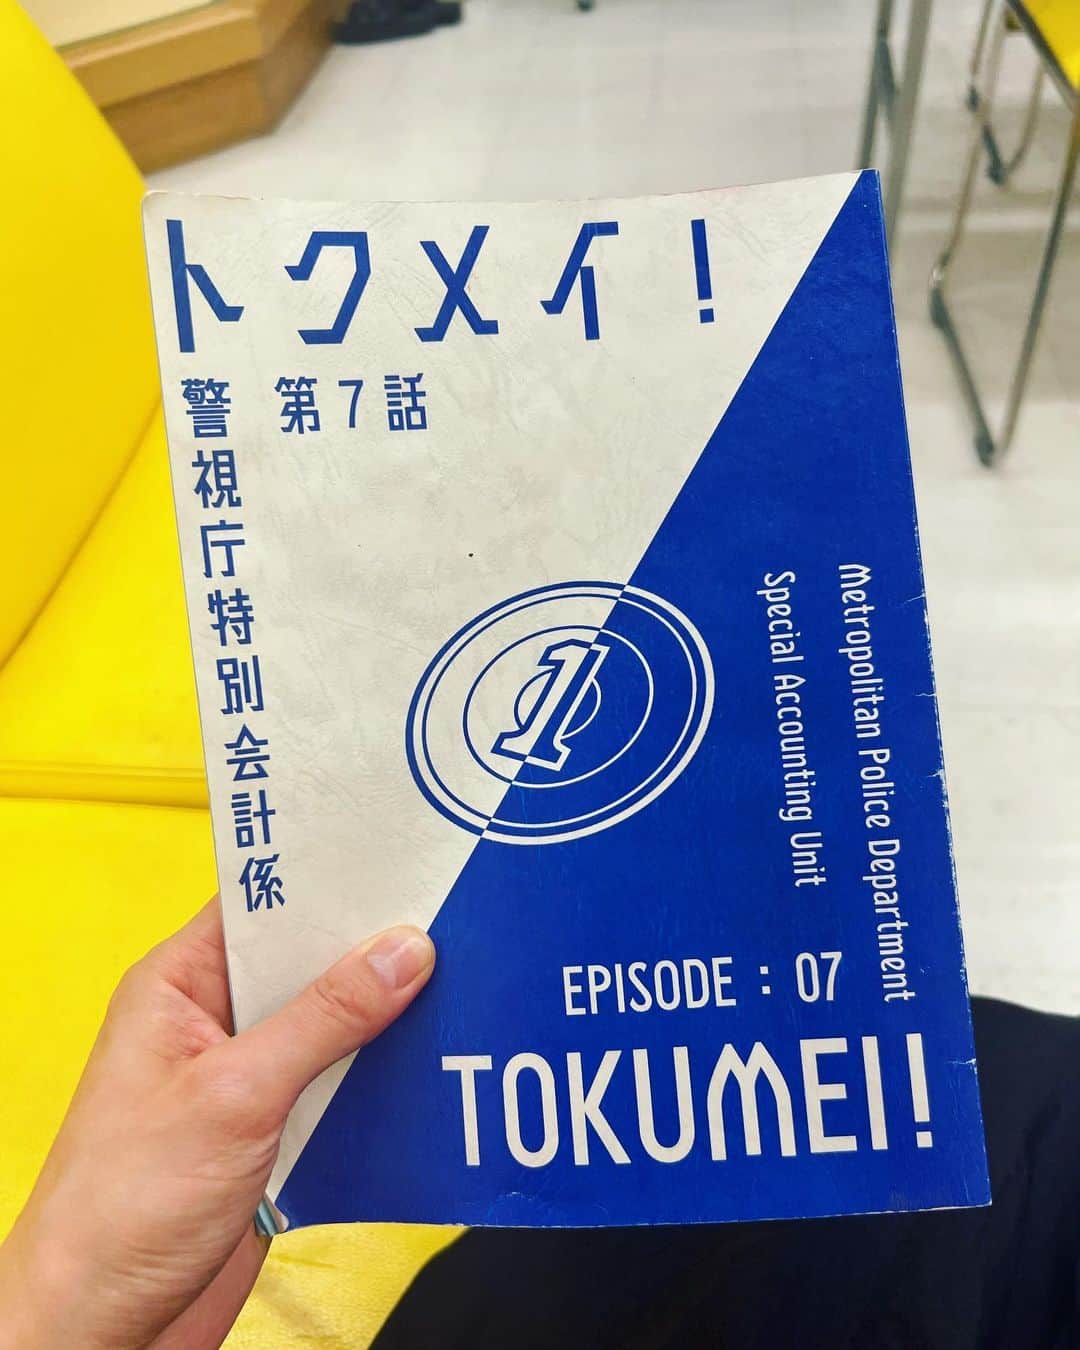 トクメイ!
第7話
警視庁特別会計係
1
Metropolitan Police Department
Special Accounting Unit
EPISODE : 07
TOKUMEI!